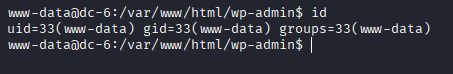 www-data@dc-6:/var/www/html/wp-admin$ id
uid=33(www-data) gid=33(www-data) groups=33(www-data)
www-data@dc-6:/var/www/html/wp-admin$